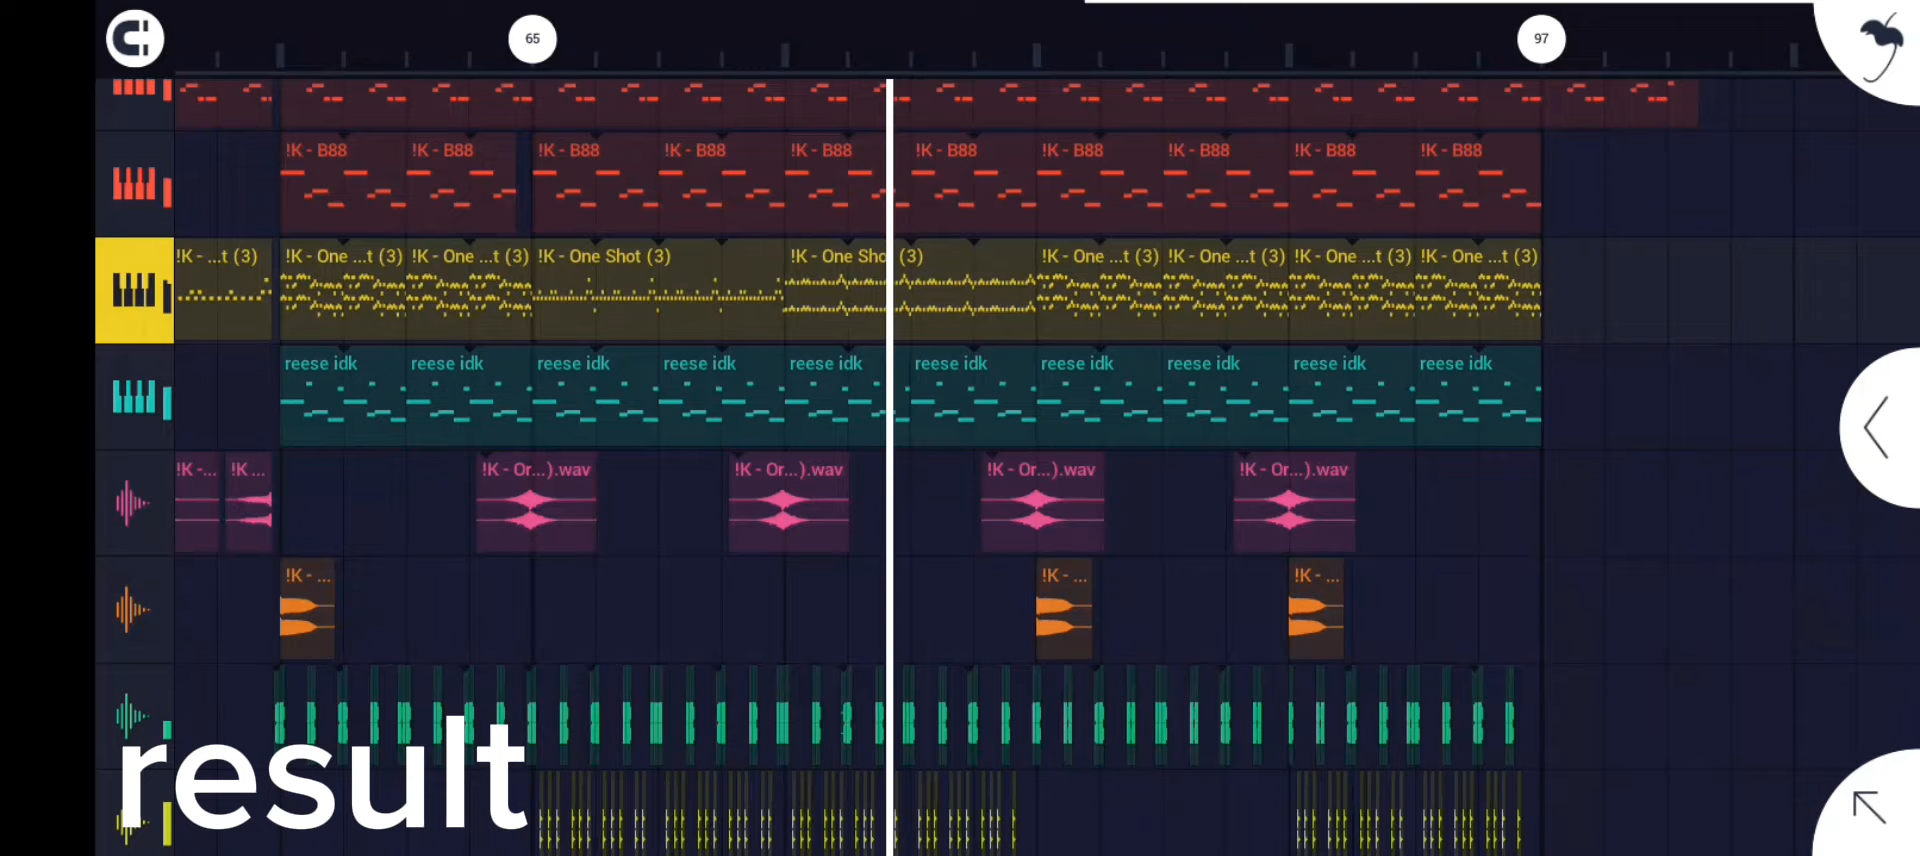 65 97
!K - B88 !K - B88 !K - B88 !K - B88 !K - B88 !K - B88 !K - B88 !K - B88 !K - B88 !K - B88
!K - ...t (3) !K - One ...t (3) !K - One ...t (3) !K - One Shot (3) !K - One Sho (3) !K - One ...t (3) !K - One ...t (3) !K - One ...t (3) !K - One ...t (3)
reese idk reese idk reese idk reese idk reese idk reese idk reese idk reese idk reese idk reese idk
!K -... !K ... !K - Or...).wav !K - Or...).wav !K - Or...).wav !K - Or...).wav
!K - ... !K - ... !K - ...
result